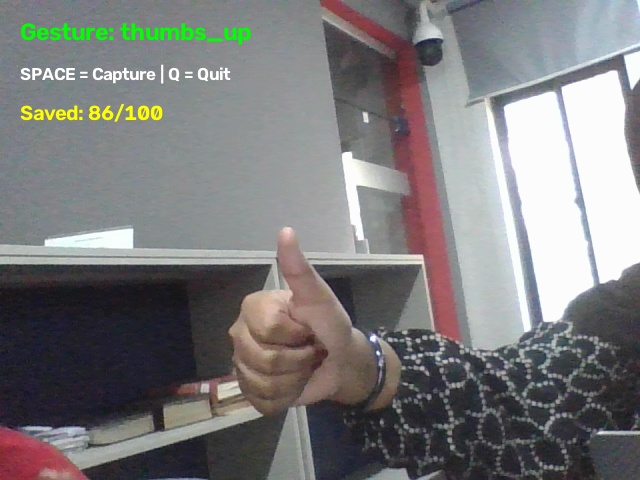 Gesture: thumbs_up
SPACE = Capture | Q = Quit
Saved: 86/100